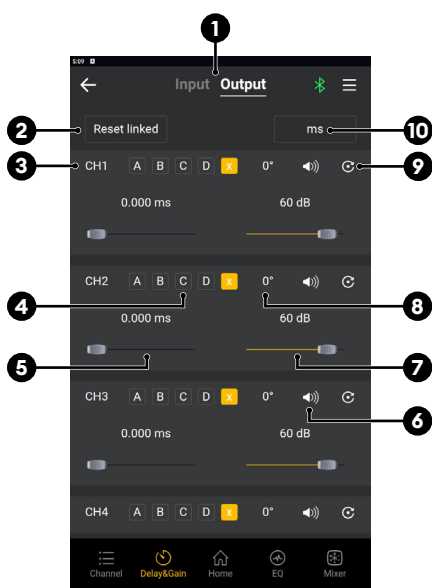 1
5:09
Input Output
2 Reset linked ms 10
3 CH1 A B C D X 0° 9
0.000 ms 60 dB
CH2 A B C D X 0°
4 8
0.000 ms 60 dB
5 7
CH3 A B C D X 0°
6
0.000 ms 60 dB
CH4 A B C D X 0°
Channel Delay&Gain Home EQ Mixer